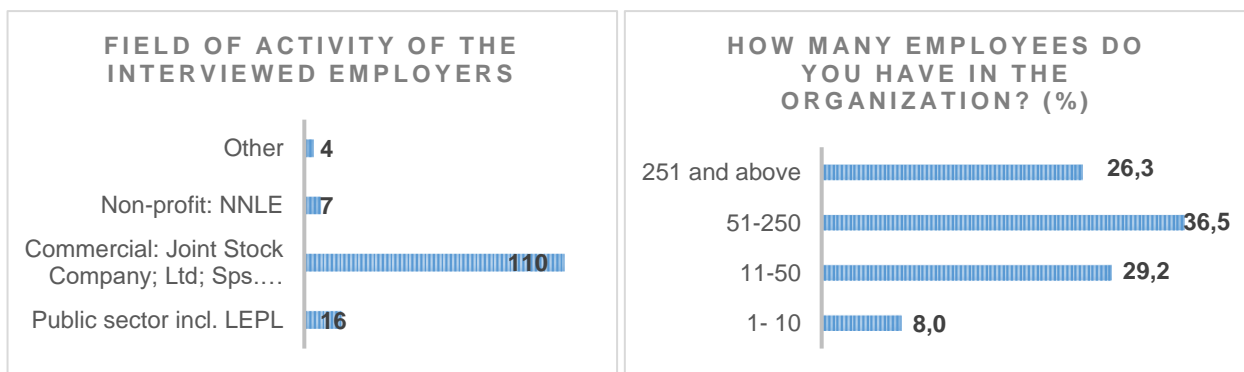 FIELD OF ACTIVITY OF THE
INTERVIEWED EMPLOYERS
Other
4
Non-profit: NNLE
7
Commercial: Joint Stock
Company; Ltd; Sps....
110
Public sector incl. LEPL
16
HOW MANY EMPLOYEES DO
YOU HAVE IN THE
ORGANIZATION? (%)
251 and above
26,3
51-250
36,5
11-50
29,2
1- 10
8,0